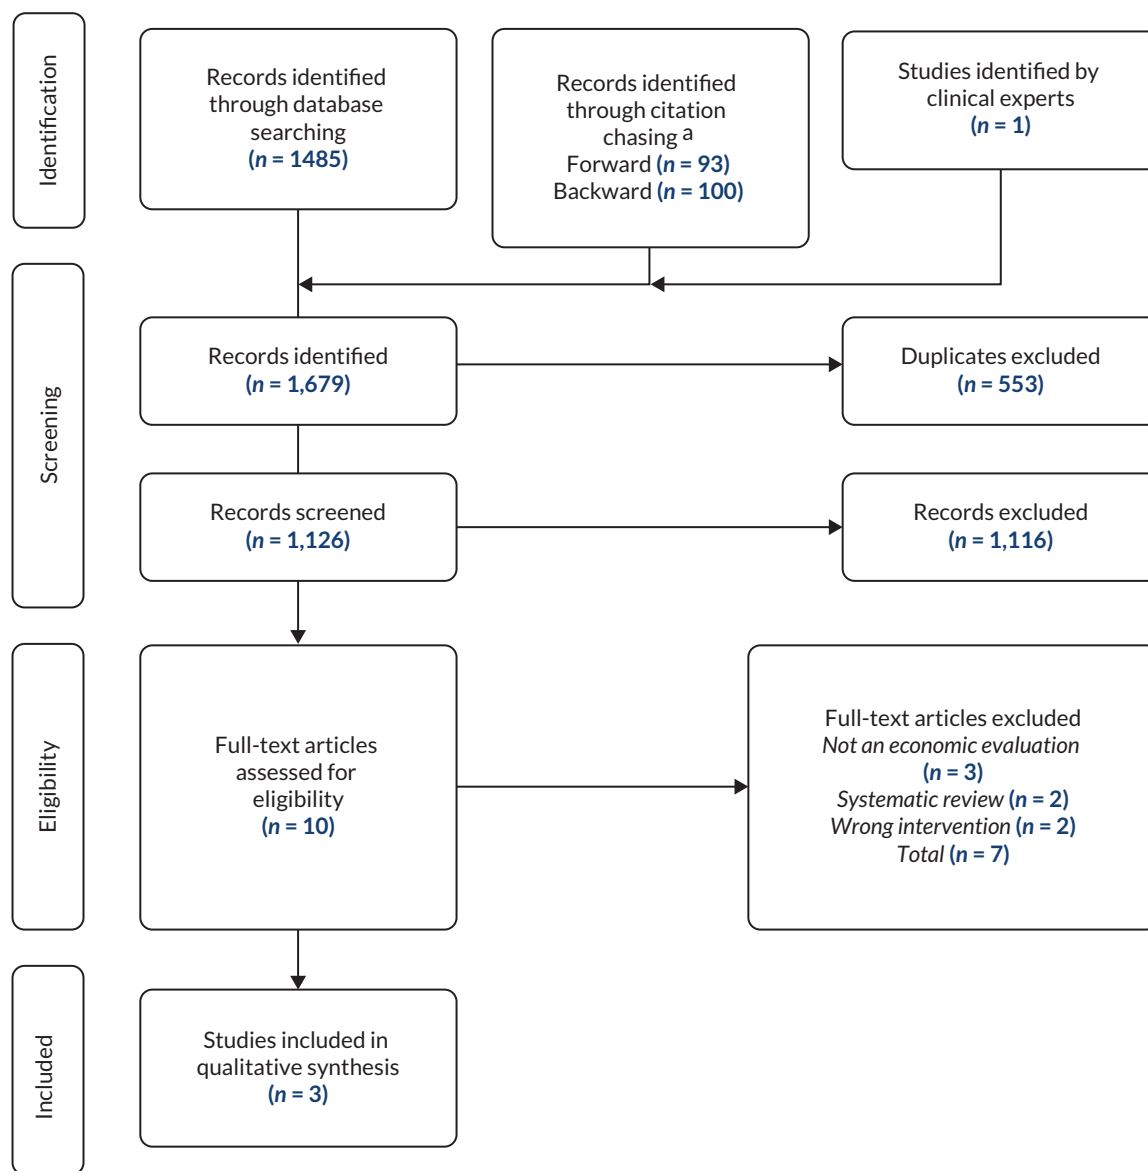 Identification
Records identified
through database
searching
(n = 1485)
Records identified
through citation
chasing a
Forward (n = 93)
Backward (n = 100)
Studies identified by
clinical experts
(n = 1)
Screening
Records identified
(n = 1,679)
Duplicates excluded
(n = 553)
Records screened
(n = 1,126)
Records excluded
(n = 1,116)
Eligibility
Full-text articles
assessed for
eligibility
(n = 10)
Full-text articles excluded
Not an economic evaluation
(n = 3)
Systematic review (n = 2)
Wrong intervention (n = 2)
Total (n = 7)
Included
Studies included in
qualitative synthesis
(n = 3)